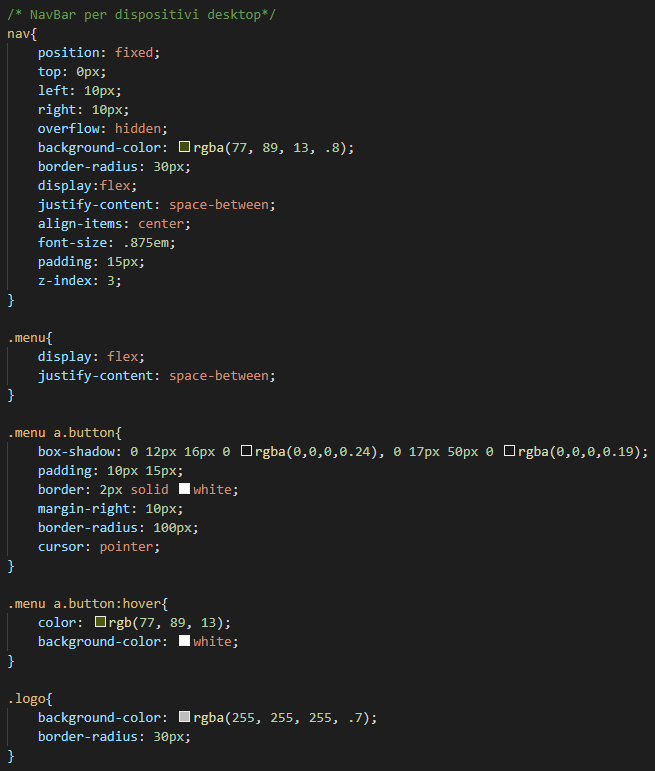 /* NavBar per dispositivi desktop*/
nav{
    position: fixed;
    top: 0px;
    left: 10px;
    right: 10px;
    overflow: hidden;
    background-color: rgba(77, 89, 13, .8);
    border-radius: 30px;
    display:flex;
    justify-content: space-between;
    align-items: center;
    font-size: .875em;
    padding: 15px;
    z-index: 3;
}

.menu{
    display: flex;
    justify-content: space-between;
}

.menu a.button{
    box-shadow: 0 12px 16px 0 rgba(0,0,0,0.24), 0 17px 50px 0 rgba(0,0,0,0.19);
    padding: 10px 15px;
    border: 2px solid white;
    margin-right: 10px;
    border-radius: 100px;
    cursor: pointer;
}

.menu a.button:hover{
    color: rgb(77, 89, 13);
    background-color: white;
}

.logo{
    background-color: rgba(255, 255, 255, .7);
    border-radius: 30px;
}